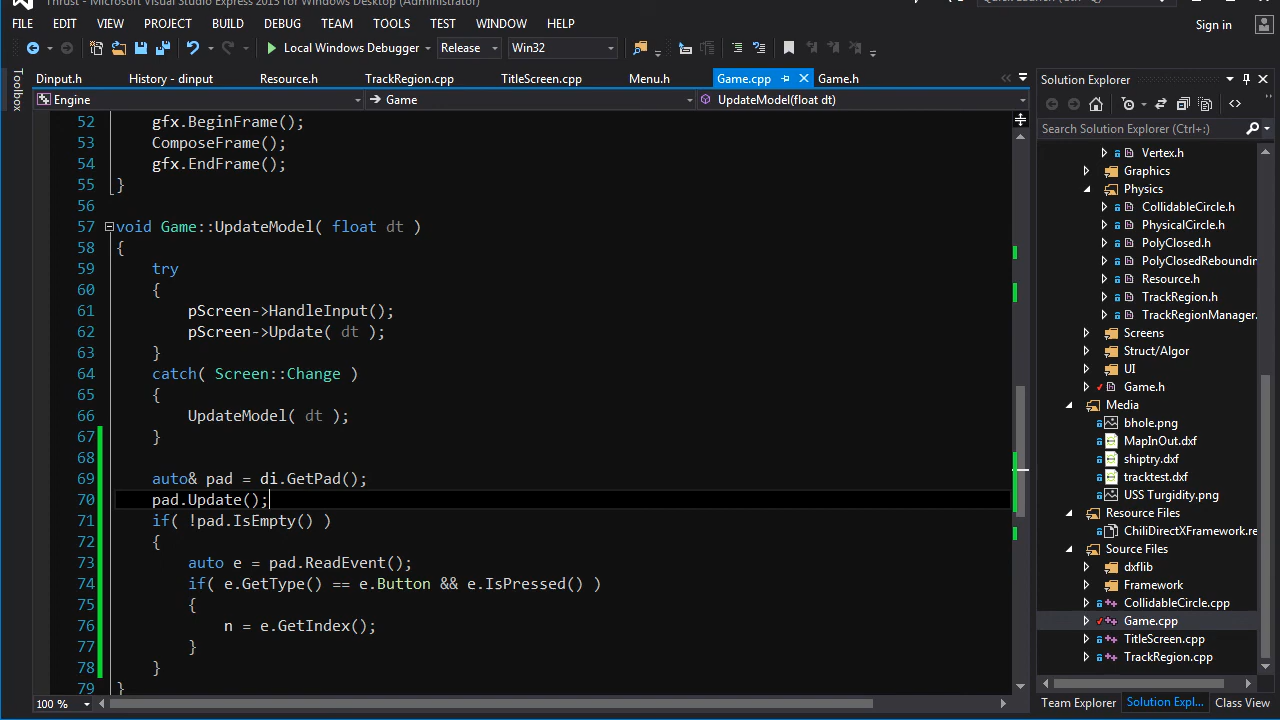 Thrust - Microsoft Visual Studio Express 2013 for Windows Desktop (Administrator)
Quick Launch (Ctrl+Q)
FILE EDIT VIEW PROJECT BUILD DEBUG TEAM TOOLS TEST WINDOW HELP
Sign in
Local Windows Debugger Release Win32
Toolbox
Dinput.h History - dinput Resource.h TrackRegion.cpp TitleScreen.cpp Menu.h Game.cpp Game.h
Engine Game UpdateModel(float dt)
52 gfx.BeginFrame();
53 ComposeFrame();
54 gfx.EndFrame();
55 }
56
57 void Game::UpdateModel( float dt )
58 {
59 try
60 {
61 pScreen->HandleInput();
62 pScreen->Update( dt );
63 }
64 catch( Screen::Change )
65 {
66 UpdateModel( dt );
67 }
68
69 auto& pad = di.GetPad();
70 pad.Update();
71 if( !pad.IsEmpty() )
72 {
73 auto e = pad.ReadEvent();
74 if( e.GetType() == e.Button && e.IsPressed() )
75 {
76 n = e.GetIndex();
77 }
78 }
79 }
100 %
Solution Explorer
Search Solution Explorer (Ctrl+:)
Vertex.h
Graphics
Physics
CollidableCircle.h
PhysicalCircle.h
PolyClosed.h
PolyClosedReboundin
Resource.h
TrackRegion.h
TrackRegionManager.
Screens
Struct/Algor
UI
Game.h
Media
bhole.png
MapInOut.dxf
shiptry.dxf
tracktest.dxf
USS Turgidity.png
Resource Files
ChiliDirectXFramework.re
Source Files
dxflib
Framework
CollidableCircle.cpp
Game.cpp
TitleScreen.cpp
TrackRegion.cpp
Team Explorer Solution Expl... Class View